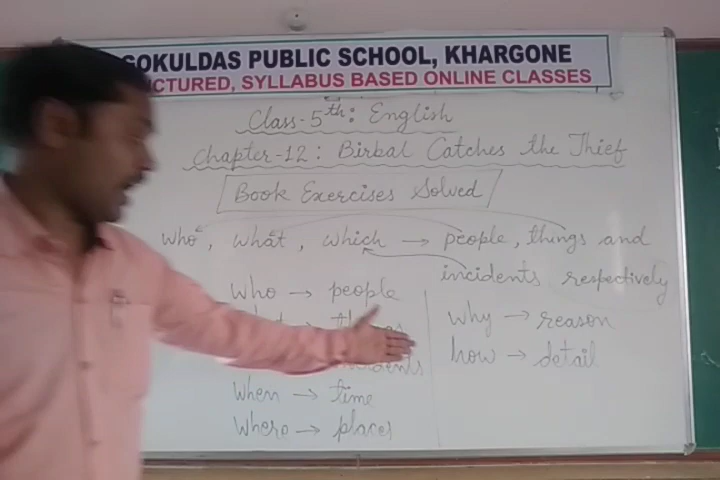 GOKULDAS PUBLIC SCHOOL, KHARGONE
SYLLABUS BASED ONLINE CLASSES
Class-5th: English
Chapter-12: Birbal Catches the Thief
Book Exercises Solved
Who, What, Which → people, things and
incidents respectively
Who → people
things
incidents
When → time
Where → places
Why → reason
how → detail